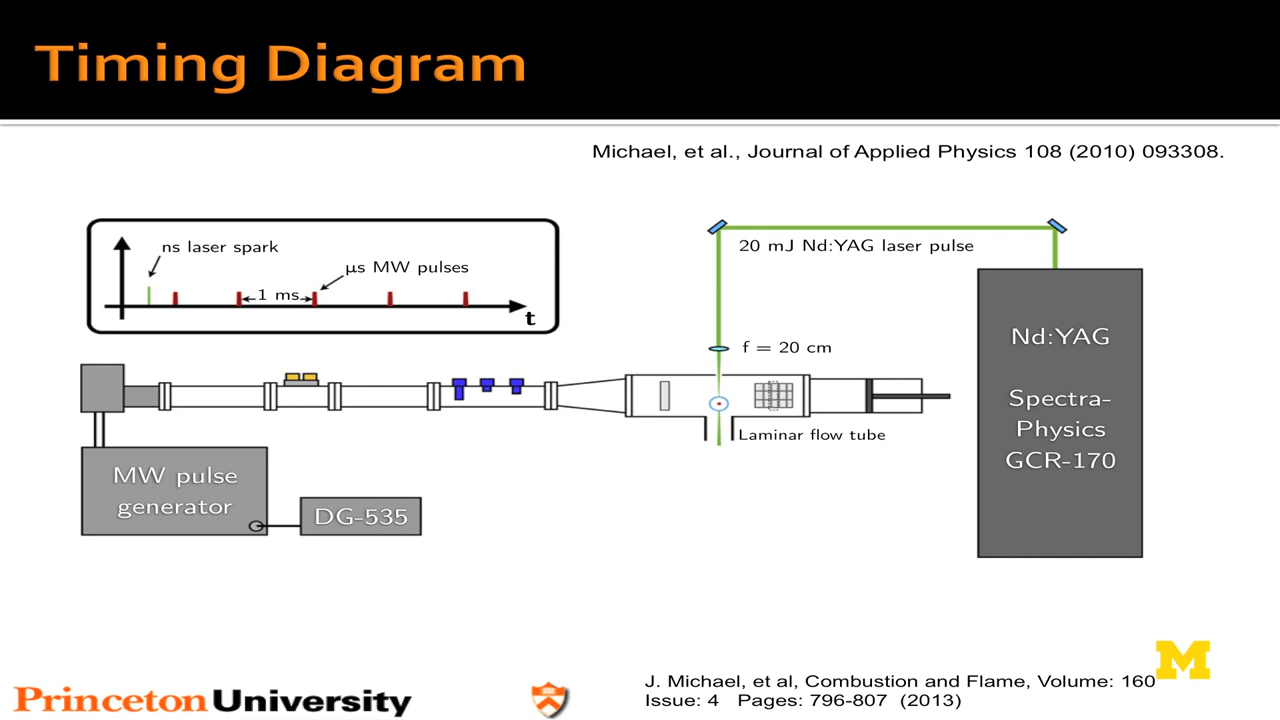 Timing Diagram
Michael, et al., Journal of Applied Physics 108 (2010) 093308.
ns laser spark
µs MW pulses
1 ms
t
20 mJ Nd:YAG laser pulse
f = 20 cm
Laminar flow tube
Nd:YAG
Spectra-
Physics
GCR-170
MW pulse
generator
DG-535
J. Michael, et al, Combustion and Flame, Volume: 160
Issue: 4 Pages: 796-807 (2013)
Princeton University
M